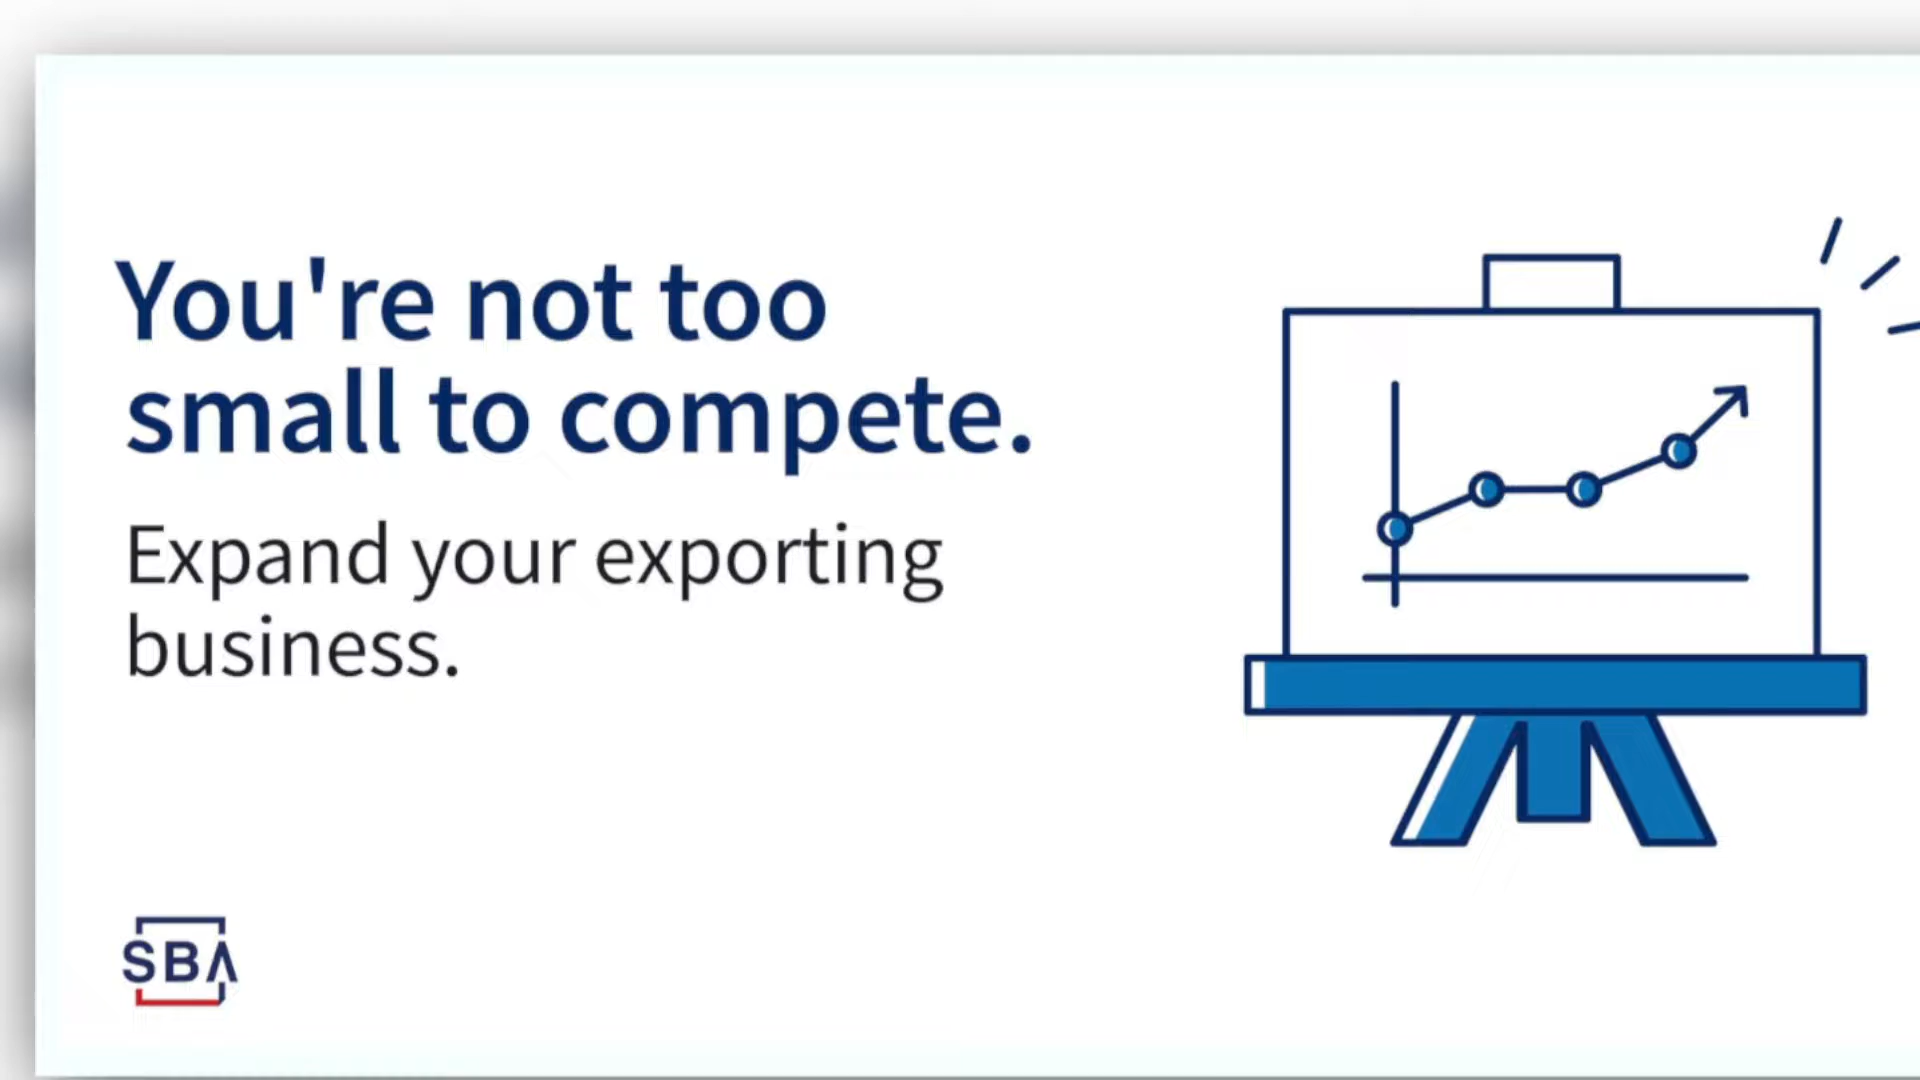 You're not too
small to compete.
Expand your exporting
business.
SBA